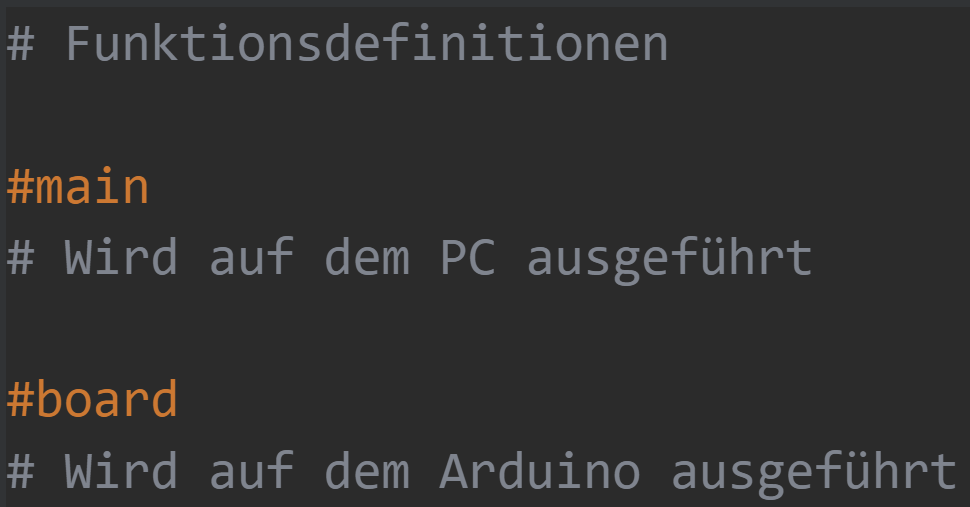 # Funktionsdefinitionen
#main
# Wird auf dem PC ausgeführt
#board
# Wird auf dem Arduino ausgeführt